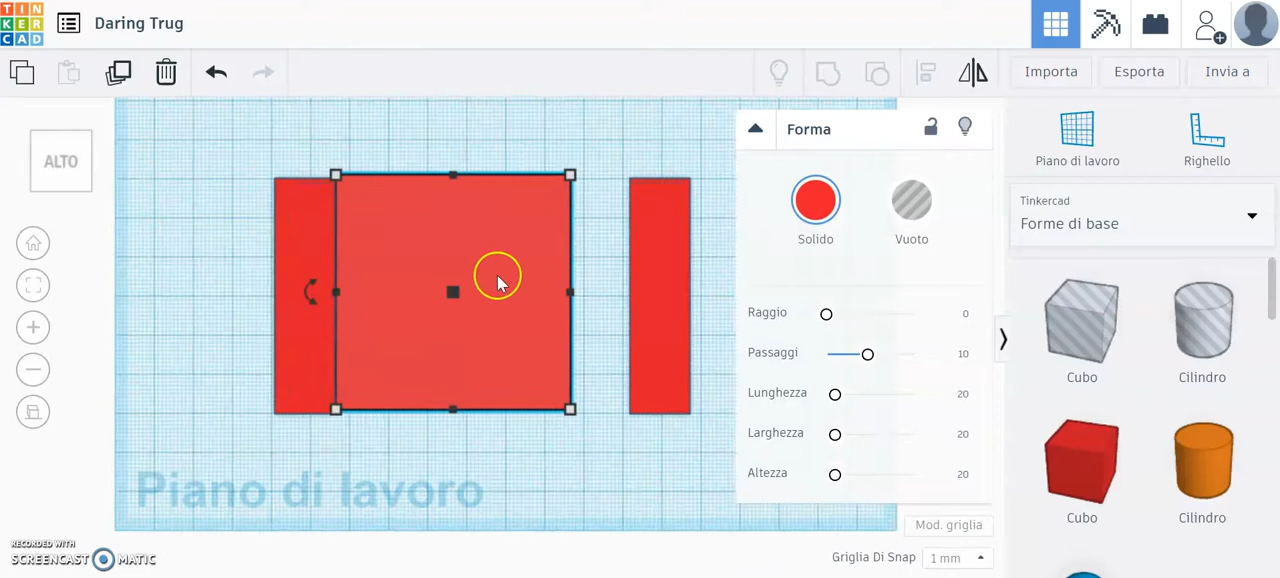 TIN
KER
CAD
Daring Trug
Importa
Esporta
Invia a
ALTO
Forma
Solido
Vuoto
Raggio
0
Passaggi
10
Lunghezza
20
Larghezza
20
Altezza
20
Piano di lavoro
Righello
Tinkercad
Forme di base
Cubo
Cilindro
Cubo
Cilindro
Piano di lavoro
Mod. griglia
Griglia Di Snap
1 mm
RECORDED WITH
SCREENCAST MATIC